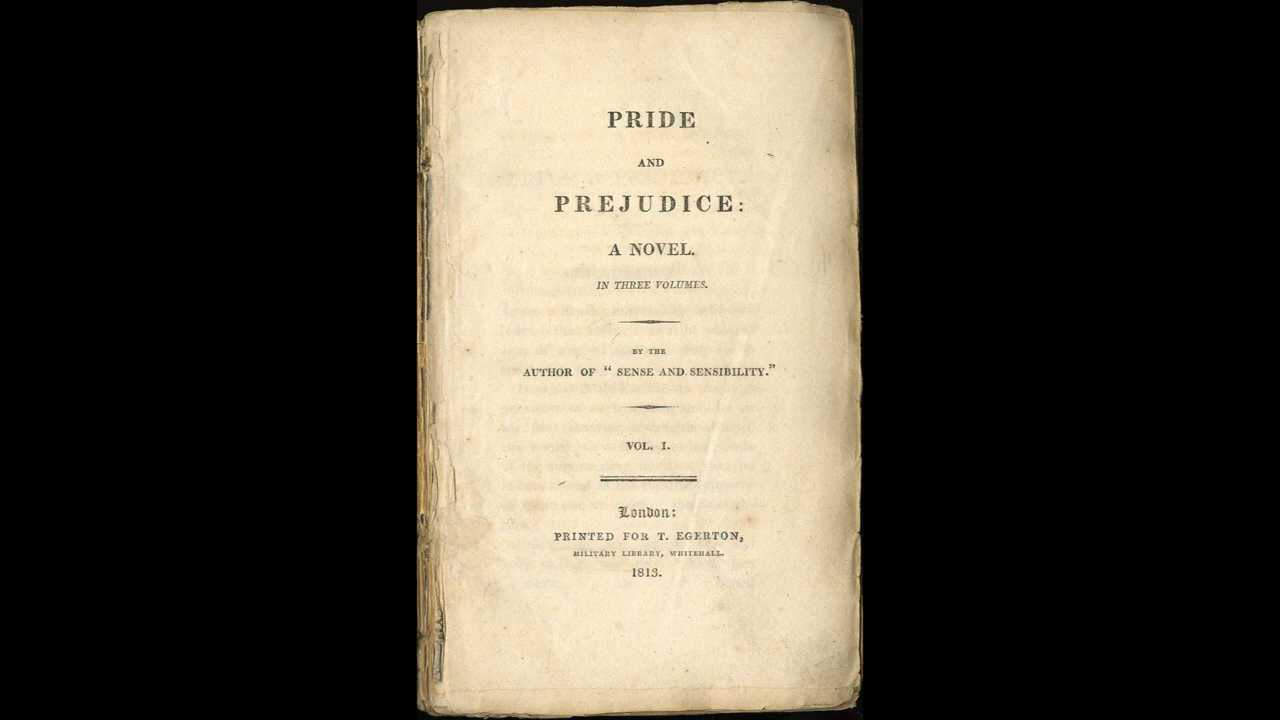 PRIDE
AND
PREJUDICE:
A NOVEL.
IN THREE VOLUMES.
BY THE
AUTHOR OF “ SENSE AND SENSIBILITY.”
VOL. I.
London:
PRINTED FOR T. EGERTON,
MILITARY LIBRARY, WHITEHALL.
1813.